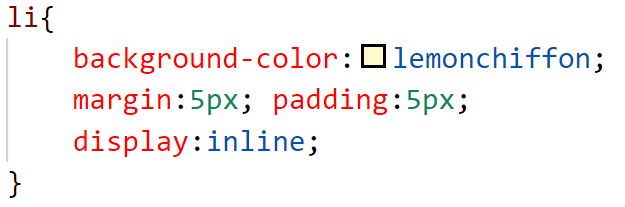 li{
background-color:lemonchiffon;
margin:5px; padding:5px;
display:inline;
}